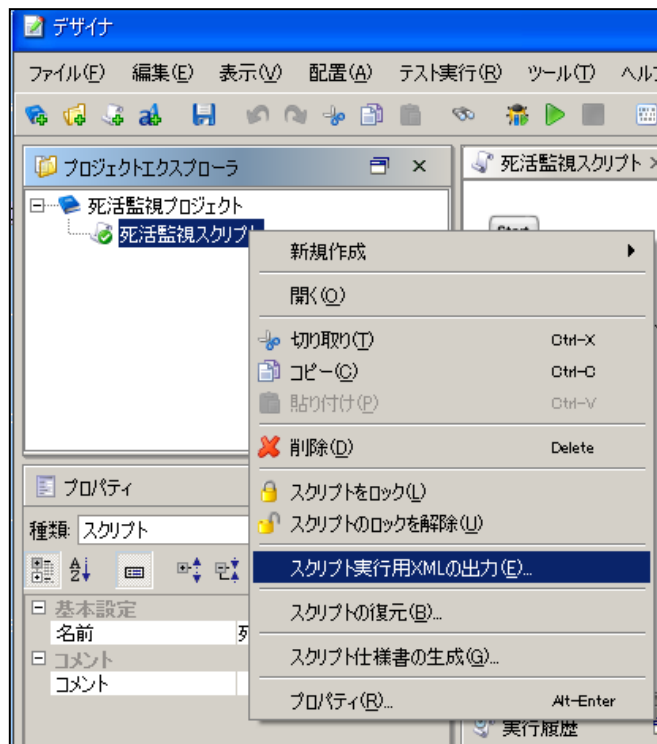 デザイナ
ファイル(F) 編集(E) 表示(V) 配置(A) テスト実行(R) ツール(T) ヘル
プロジェクトエクスプローラ
死活監視スクリプト
死活監視プロジェクト
死活監視スクリプト
新規作成
開く(O)
切り取り(T) Ctrl-X
コピー(C) Ctrl-C
貼り付け(P) Ctrl-V
削除(D) Delete
スクリプトをロック(L)
スクリプトのロックを解除(U)
スクリプト実行用XMLの出力(E)...
スクリプトの復元(B)...
スクリプト仕様書の生成(G)...
プロパティ(R)... Alt-Enter
プロパティ
種類: スクリプト
基本設定
名前 死
コメント
コメント
実行履歴